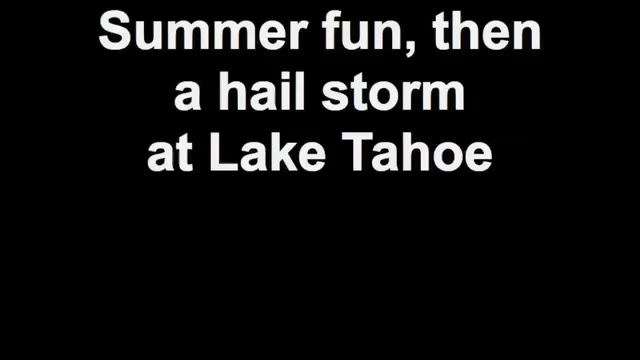 Summer fun, then
a hail storm
at Lake Tahoe